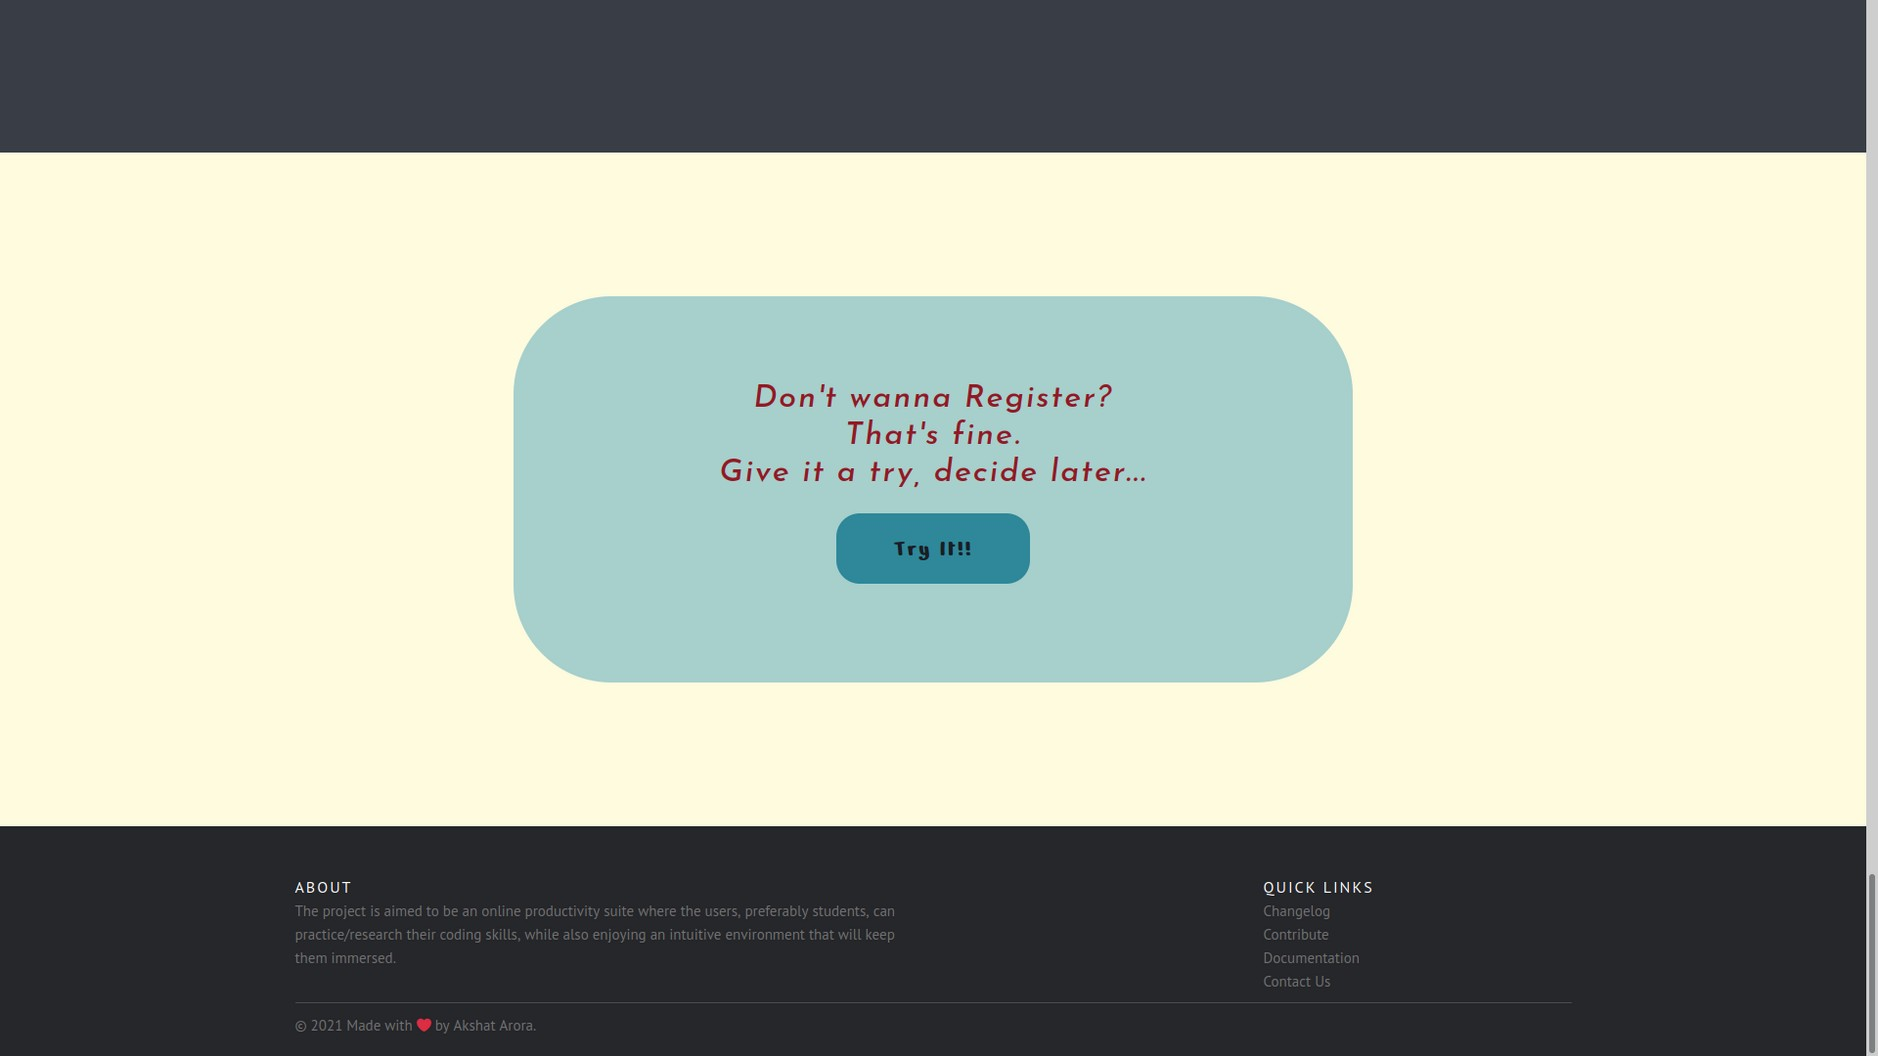 Don't wanna Register?
That's fine.
Give it a try, decide later...
Try It!!
ABOUT
The project is aimed to be an online productivity suite where the users, preferably students, can
practice/research their coding skills, while also enjoying an intuitive environment that will keep
them immersed.
QUICK LINKS
Changelog
Contribute
Documentation
Contact Us
© 2021 Made with ❤️ by Akshat Arora.